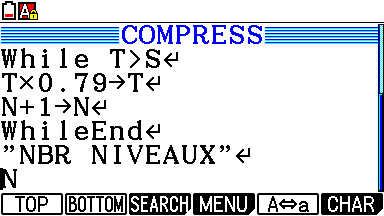 A
COMPRESS
While T>S↵
T×0.79→T↵
N+1→N↵
WhileEnd↵
"NBR NIVEAUX"↵
N
TOP BOTTOM SEARCH MENU A⇔a CHAR